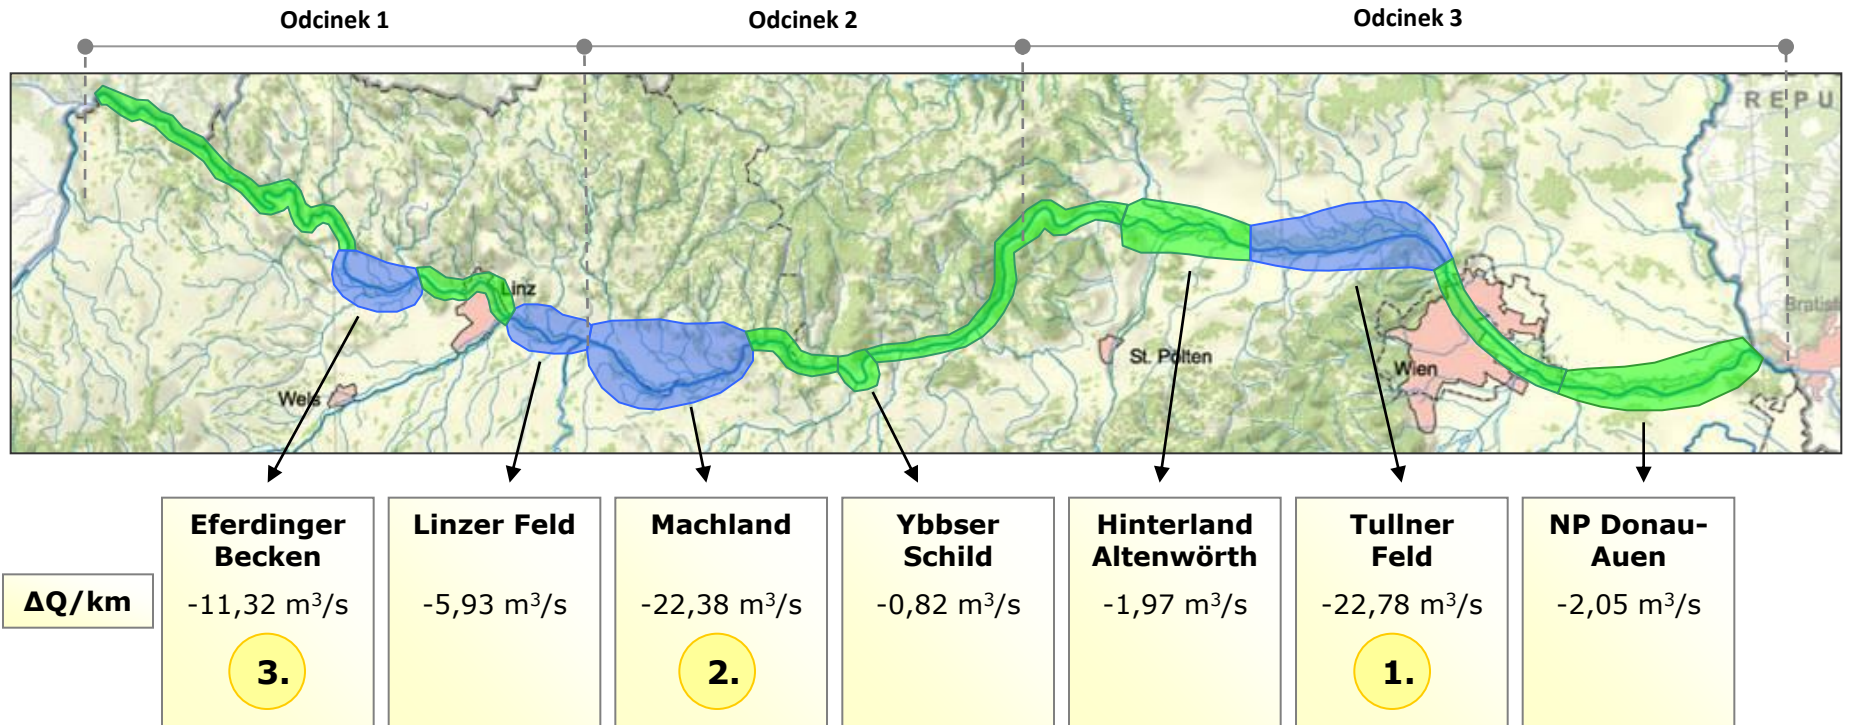 Odcinek 1
Odcinek 2
Odcinek 3
REPU
Linz
Wels
St. Pölten
Wien
Eferdinger
Becken
-11,32 m³/s
3.
Linzer Feld
-5,93 m³/s
Machland
-22,38 m³/s
2.
Ybbser
Schild
-0,82 m³/s
Hinterland
Altenwörth
-1,97 m³/s
Tullner
Feld
-22,78 m³/s
1.
NP Donau-
Auen
-2,05 m³/s
ΔQ/km